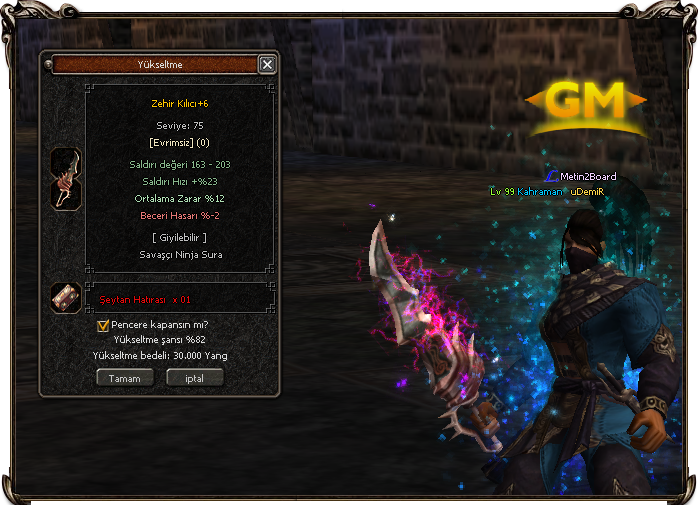 Yükseltme
Zehir Kılıcı+6
Seviye: 75
[Evrimsiz] (0)
Saldırı değeri 163 - 203
Saldırı Hızı +%23
Ortalama Zarar %12
Beceri Hasarı %-2
[ Giyilebilir ]
Savaşçı Ninja Sura
Şeytan Hatırası x 01
Pencere kapansın mı?
Yükseltme şansı %82
Yükseltme bedeli: 30.000 Yang
Tamam
iptal
GM
Metin2Board
Lv 99 Kahraman uDemiR